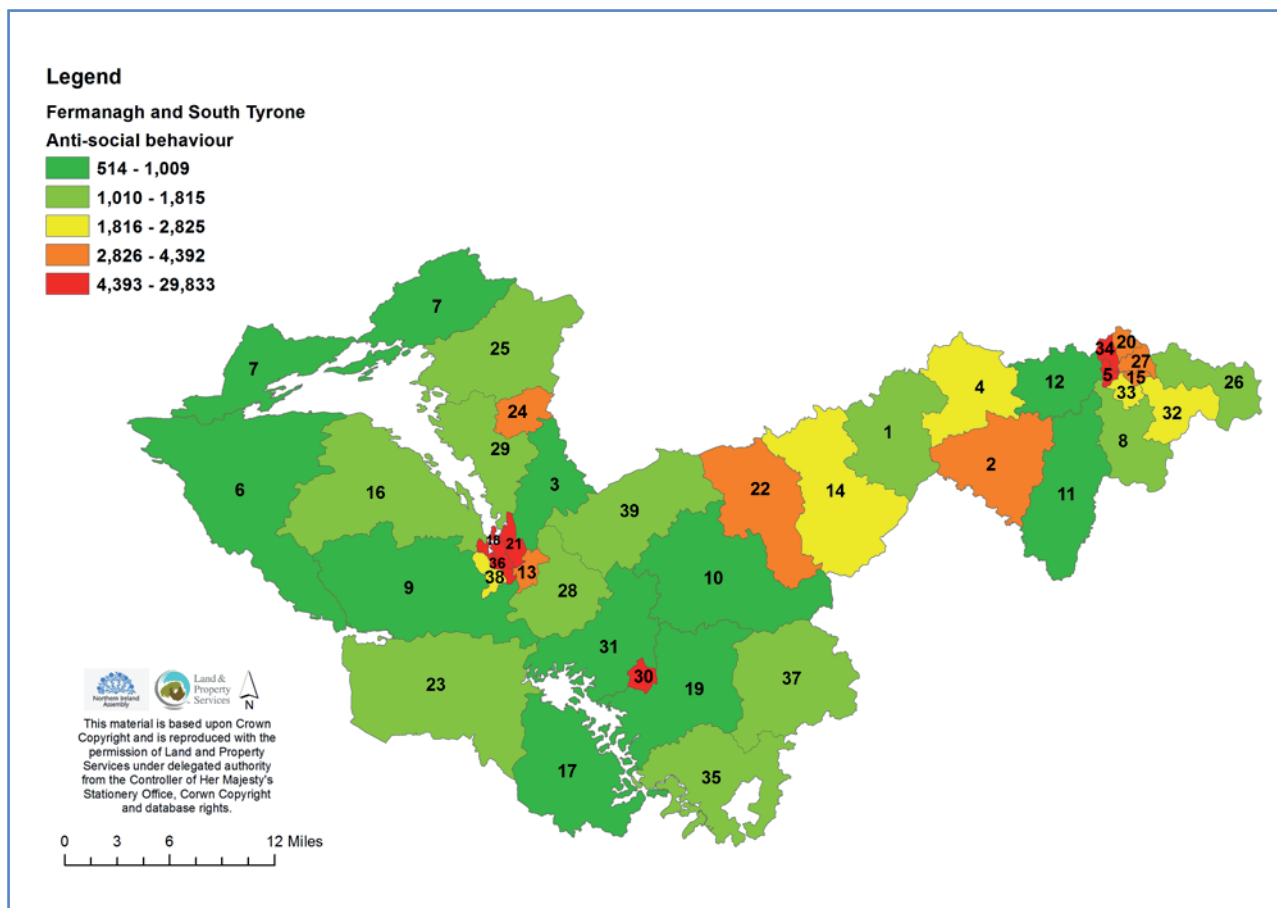 Legend
Fermanagh and South Tyrone
Anti-social behaviour
514 - 1,009
1,010 - 1,815
1,816 - 2,825
2,826 - 4,392
4,393 - 29,833
7
7
25
24
29
3
6
16
18
21
36
38
13
9
28
39
22
14
1
4
2
12
11
34
5
20
27
15
33
32
26
8
10
31
30
19
37
23
17
35
Northern Ireland
Assembly
Land &
Property
Services
N
This material is based upon Crown
Copyright and is reproduced with the
permission of Land and Property
Services under delegated authority
from the Controller of Her Majesty's
Stationery Office, Corwn Copyright
and database rights.
0 3 6 12 Miles